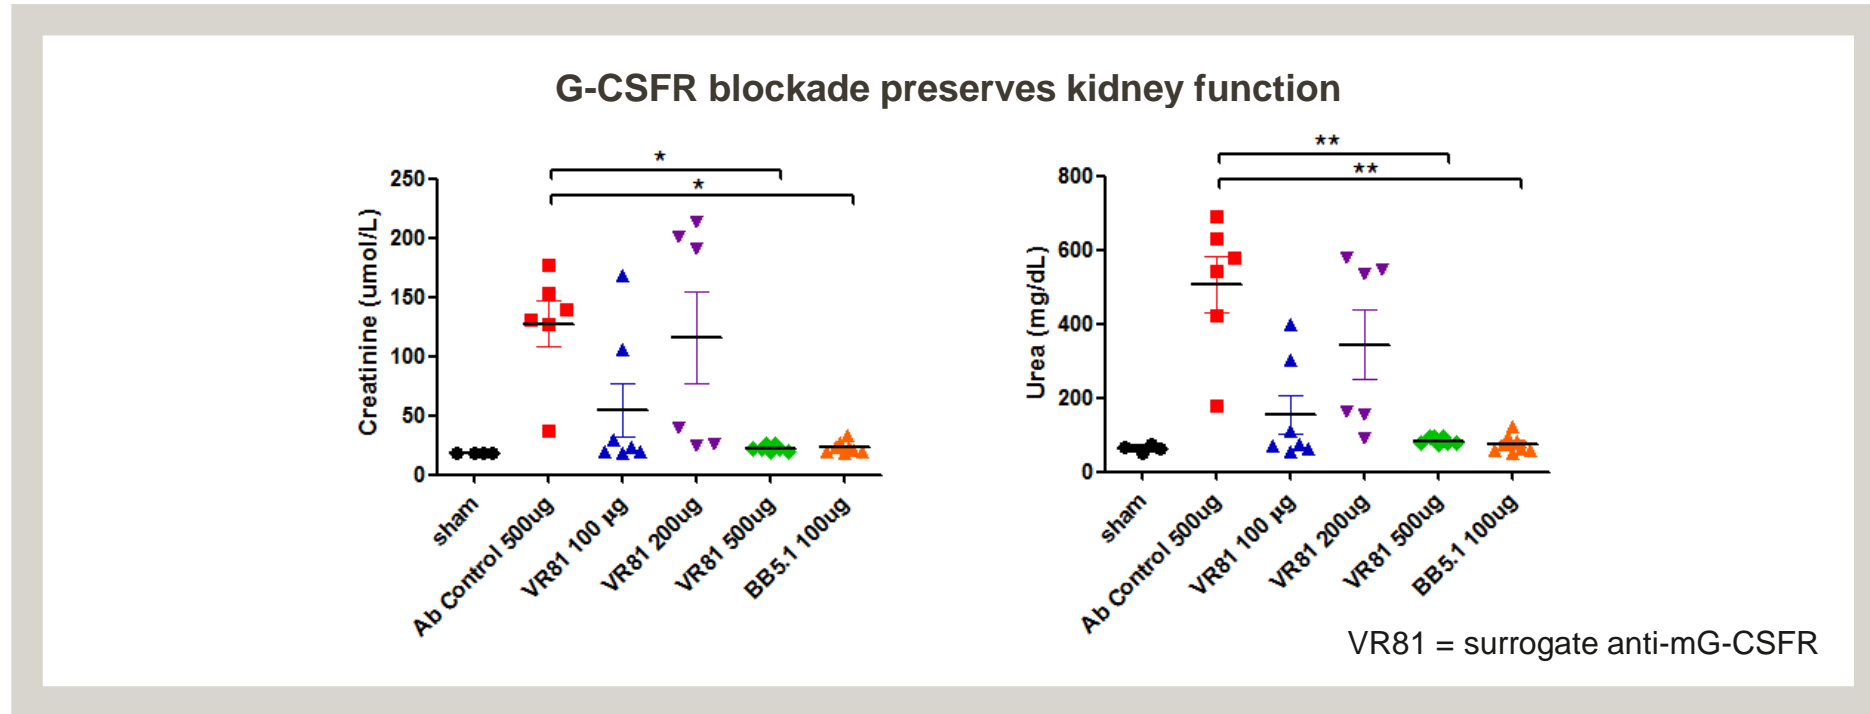 G-CSFR blockade preserves kidney function
*
*
250
200
150
100
50
0
Creatinine (umol/L)
sham
Ab Control 500ug
VR81 100 µg
VR81 200ug
VR81 500ug
BB5.1 100ug
**
**
800
600
400
200
0
Urea (mg/dL)
sham
Ab Control 500ug
VR81 100 µg
VR81 200ug
VR81 500ug
BB5.1 100ug
VR81 = surrogate anti-mG-CSFR